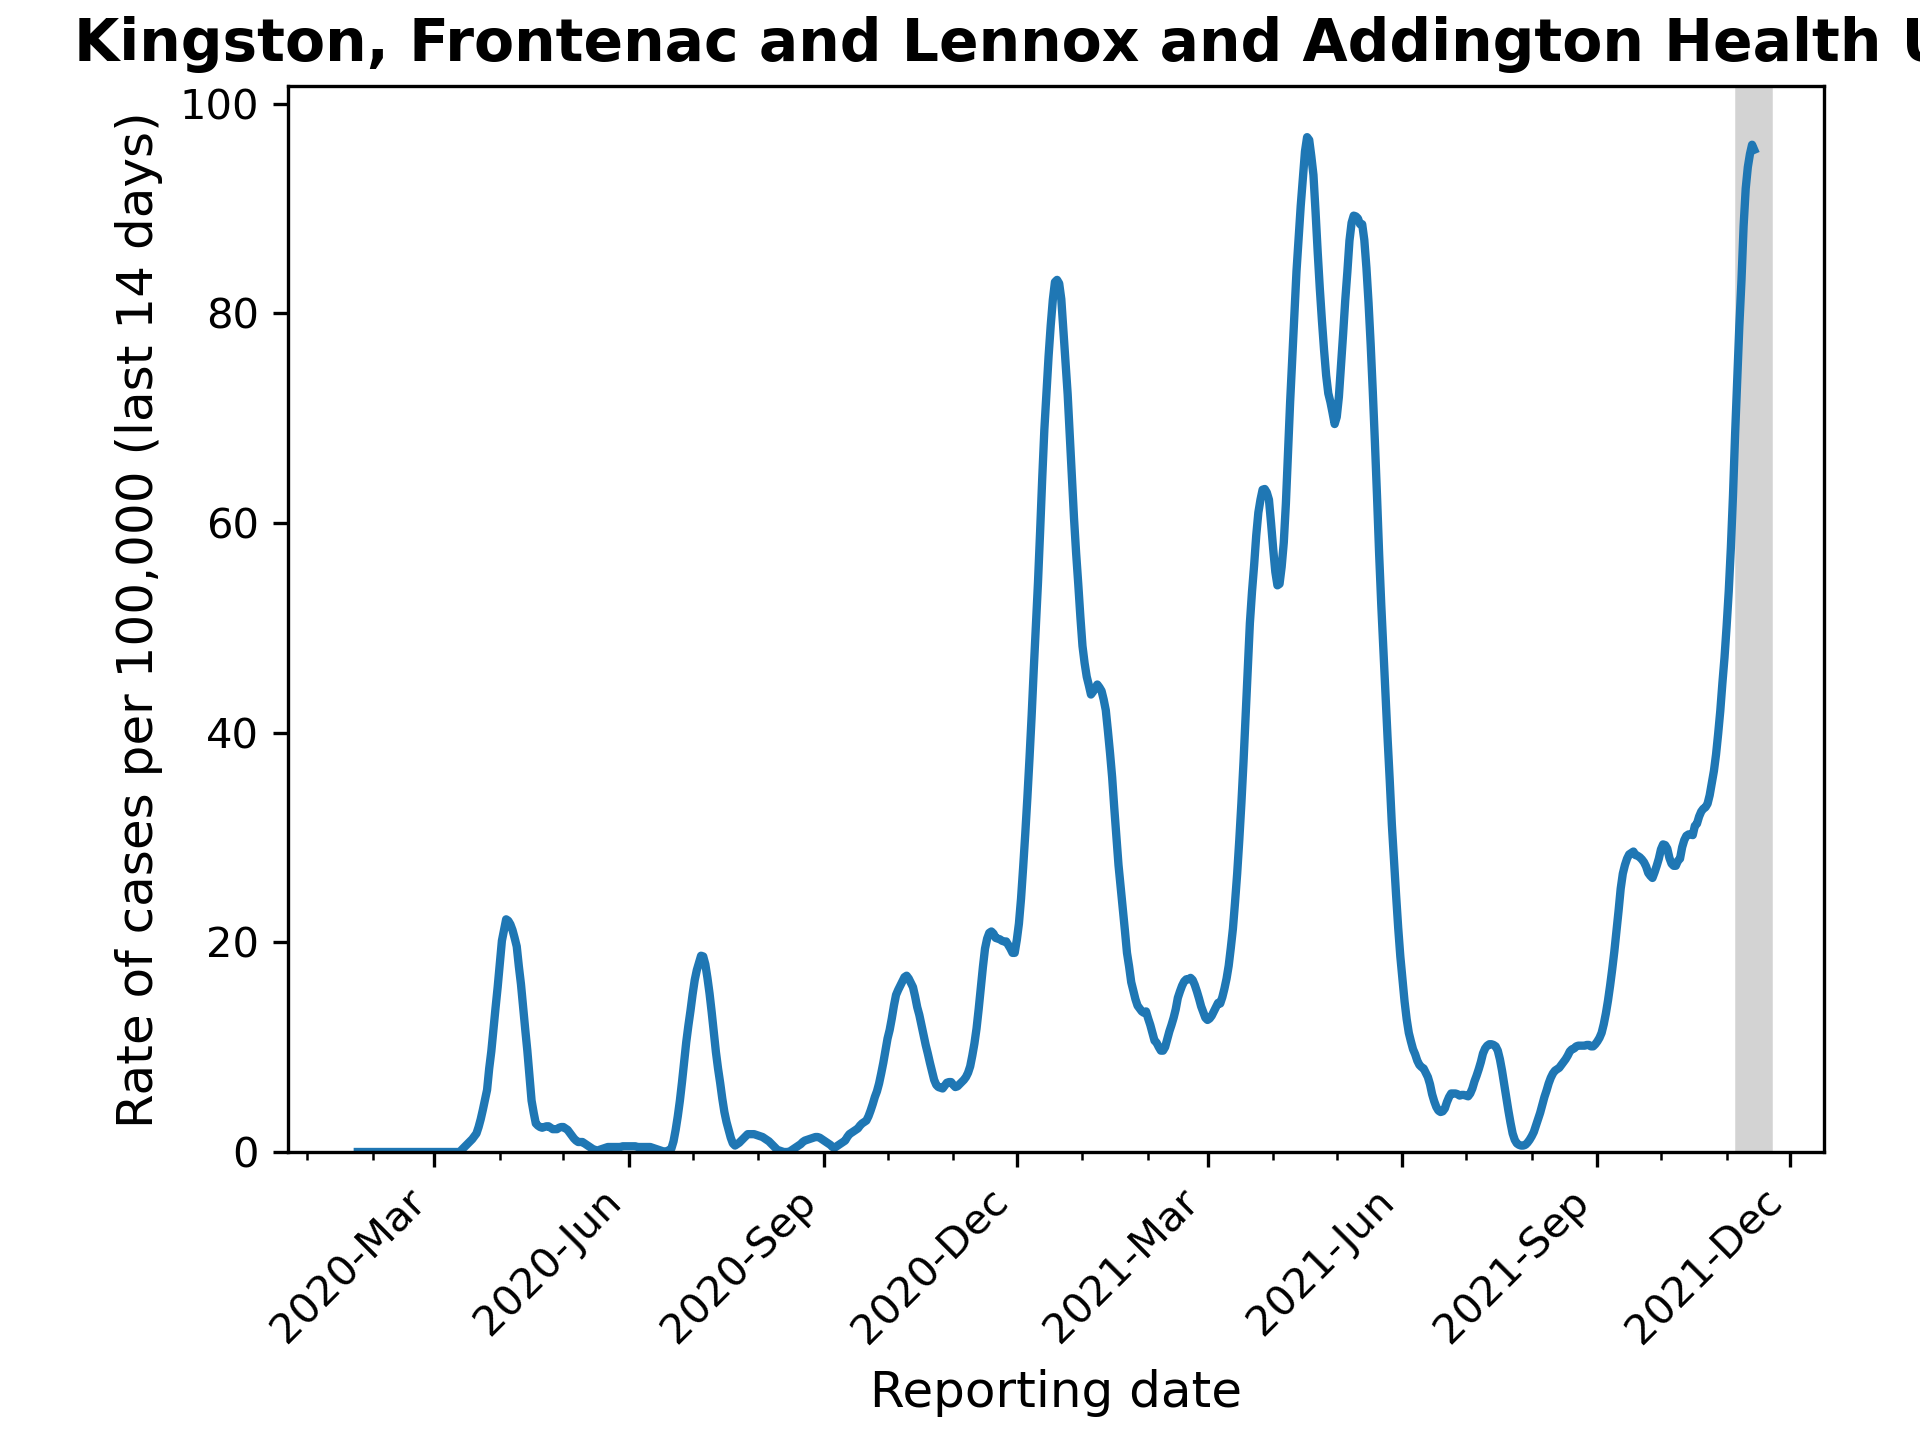 Kingston, Frontenac and Lennox and Addington Health
Rate of cases per 100,000 (last 14 days)
100
80
60
40
20
0
2020-Mar
2020-Jun
2020-Sep
2020-Dec
2021-Mar
2021-Jun
2021-Sep
2021-Dec
Reporting date